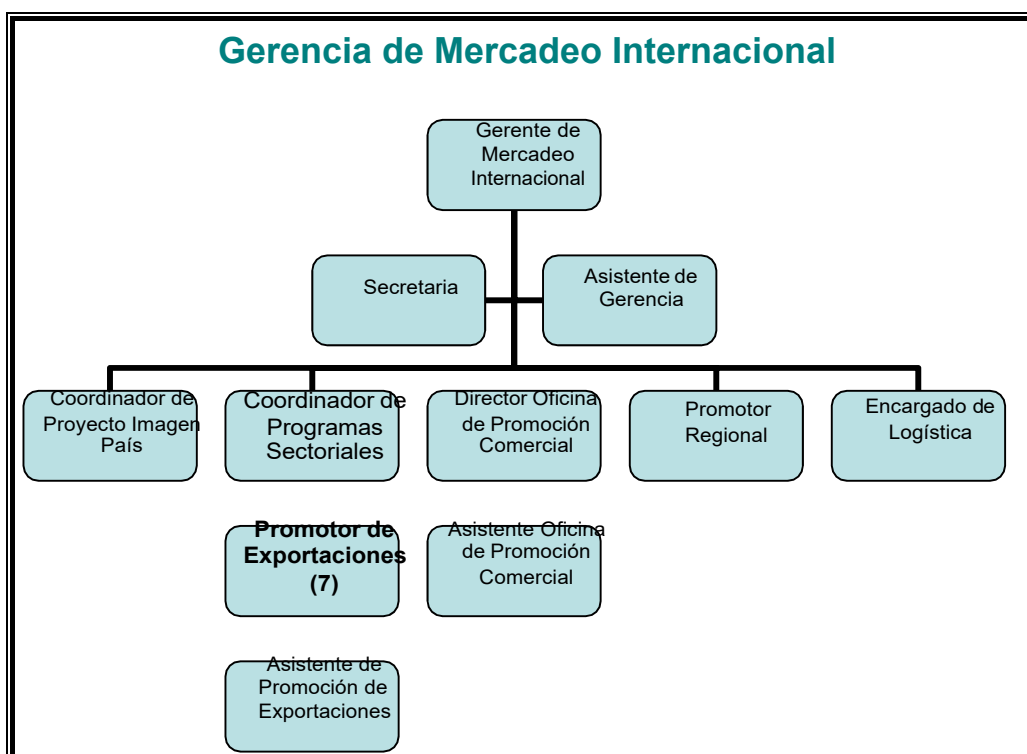 Gerencia de Mercadeo Internacional
Gerente de
Mercadeo
Internacional
Secretaria
Asistente de
Gerencia
Coordinador de
Proyecto Imagen
País
Coordinador de
Programas
Sectoriales
Director Oficina
de Promoción
Comercial
Promotor
Regional
Encargado de
Logística
Promotor de
Exportaciones
(7)
Asistente Oficina
de Promoción
Comercial
Asistente de
Promoción de
Exportaciones